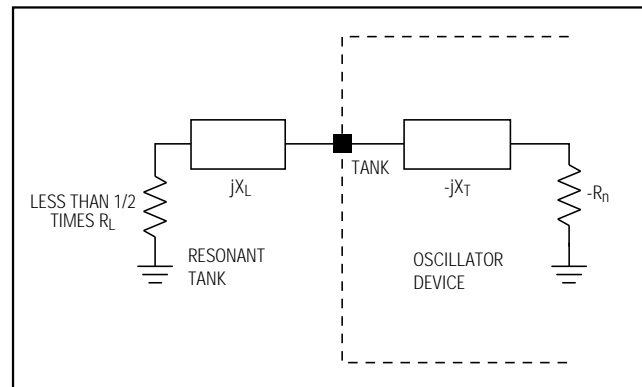 LESS THAN 1/2
TIMES RL
jXL
TANK
-jXT
-Rn
RESONANT
TANK
OSCILLATOR
DEVICE